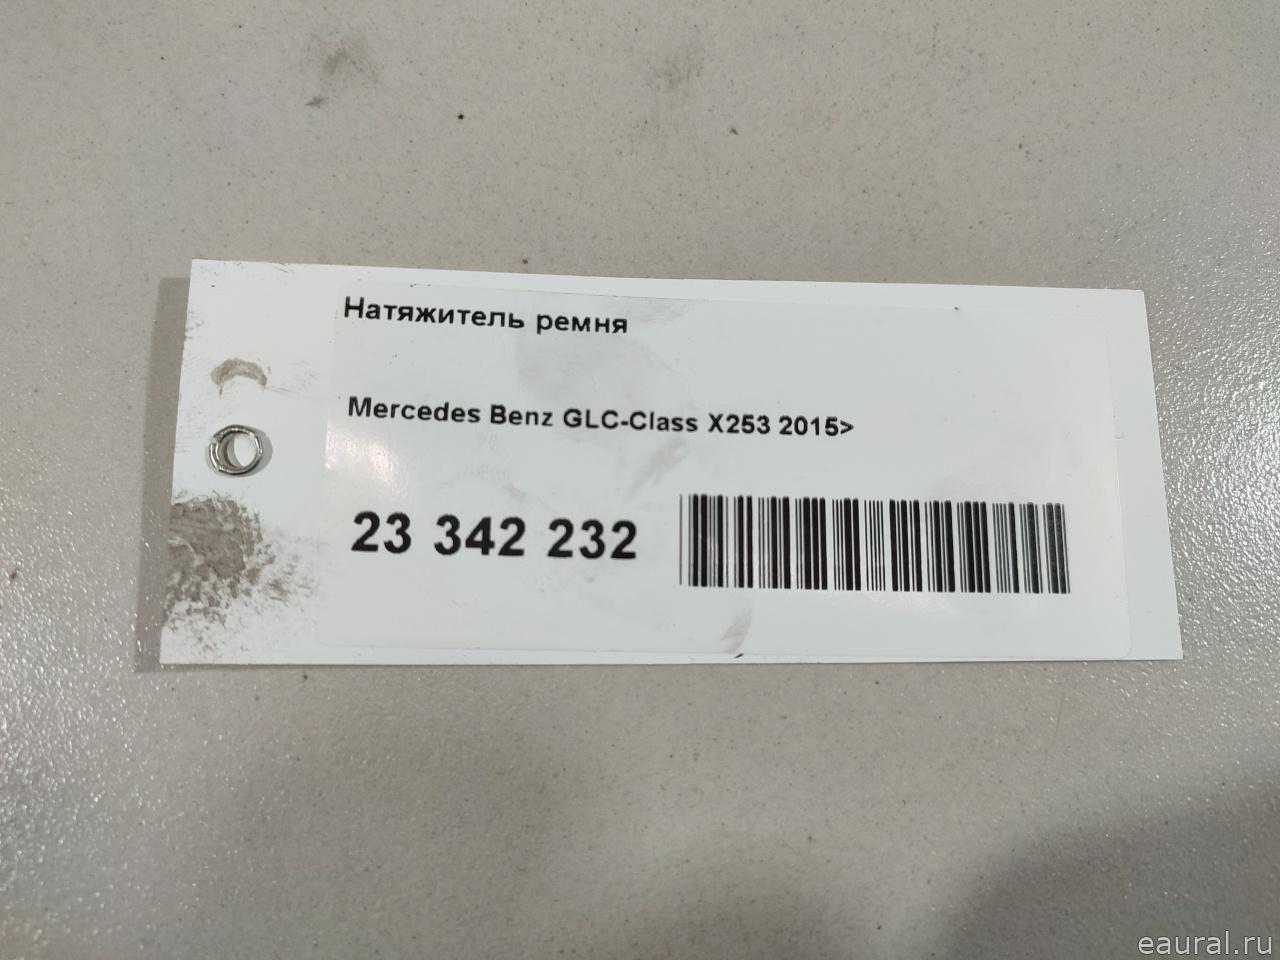 Натяжитель ремня
Mercedes Benz GLC-Class X253 2015>
23 342 232
eaural.ru